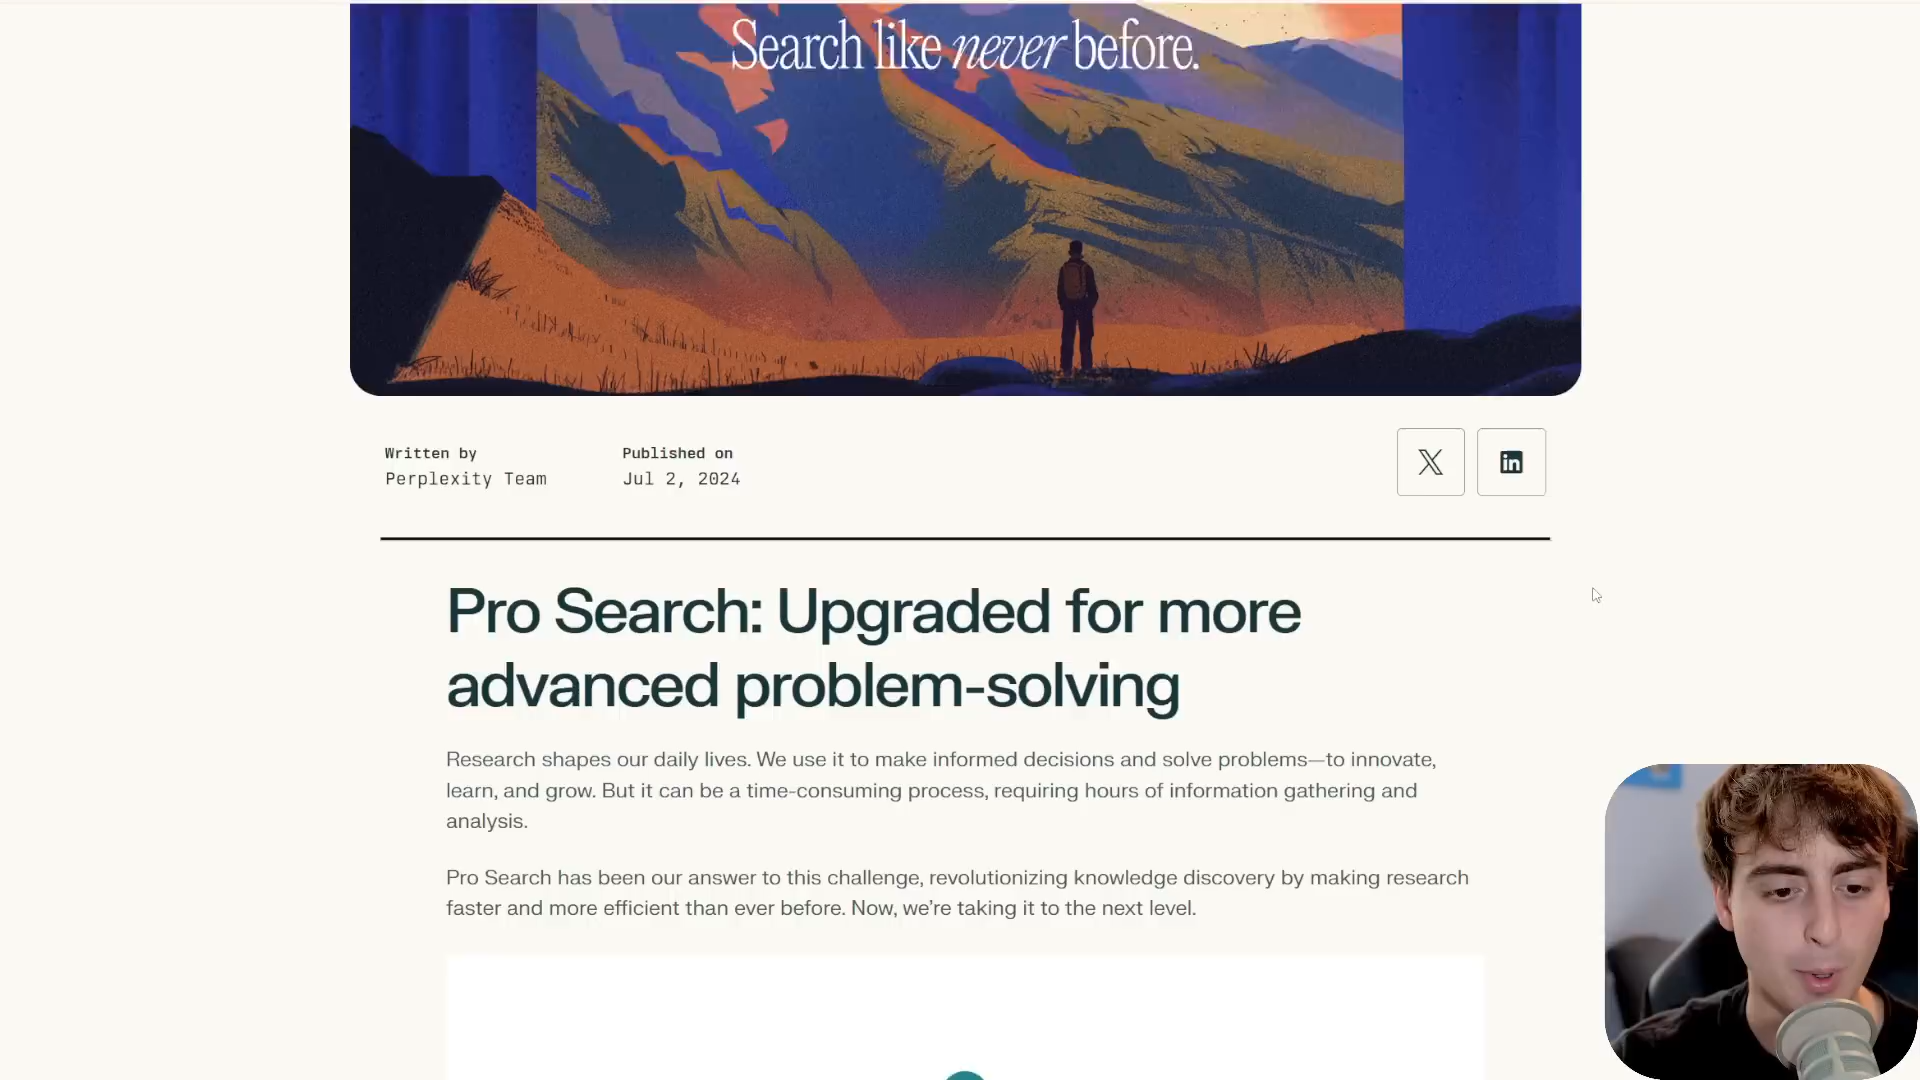 Search like never before.
Written by
Perplexity Team
Published on
Jul 2, 2024
Pro Search: Upgraded for more
advanced problem-solving
Research shapes our daily lives. We use it to make informed decisions and solve problems—to innovate,
learn, and grow. But it can be a time-consuming process, requiring hours of information gathering and
analysis.
Pro Search has been our answer to this challenge, revolutionizing knowledge discovery by making research
faster and more efficient than ever before. Now, we’re taking it to the next level.